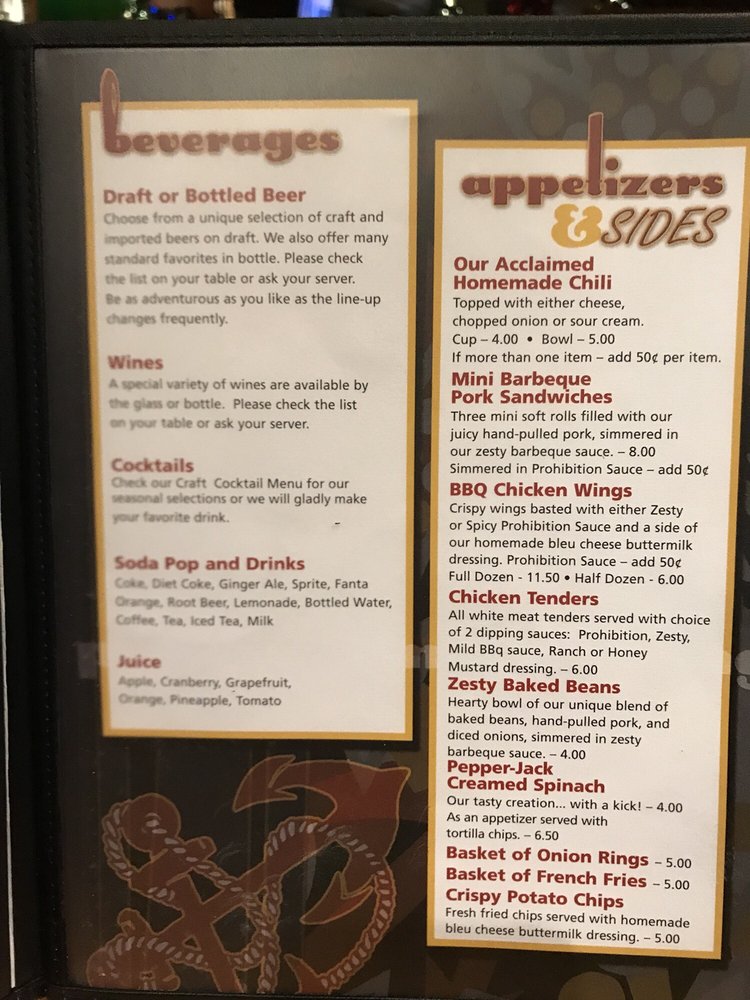 beverages
Draft or Bottled Beer
Choose from a unique selection of craft and
imported beers on draft. We also offer many
standard favorites in bottle. Please check
the list on your table or ask your server.
Be as adventurous as you like as the line-up
changes frequently.
Wines
A special variety of wines are available by
the glass or bottle. Please check the list
on your table or ask your server.
Cocktails
Check our Craft Cocktail Menu for our
seasonal selections or we will gladly make
your favorite drink.
Soda Pop and Drinks
Coke, Diet Coke, Ginger Ale, Sprite, Fanta
Orange, Root Beer, Lemonade, Bottled Water,
Coffee, Tea, Iced Tea, Milk
Juice
Apple, Cranberry, Grapefruit,
Orange, Pineapple, Tomato
appetizers
& SIDES
Our Acclaimed
Homemade Chili
Topped with either cheese,
chopped onion or sour cream.
Cup – 4.00 • Bowl – 5.00
If more than one item – add 50¢ per item.
Mini Barbeque
Pork Sandwiches
Three mini soft rolls filled with our
juicy hand-pulled pork, simmered in
our zesty barbeque sauce. – 8.00
Simmered in Prohibition Sauce – add 50¢
BBQ Chicken Wings
Crispy wings basted with either Zesty
or Spicy Prohibition Sauce and a side of
our homemade bleu cheese buttermilk
dressing. Prohibition Sauce – add 50¢
Full Dozen - 11.50 • Half Dozen - 6.00
Chicken Tenders
All white meat tenders served with choice
of 2 dipping sauces: Prohibition, Zesty,
Mild BBq sauce, Ranch or Honey
Mustard dressing. – 6.00
Zesty Baked Beans
Hearty bowl of our unique blend of
baked beans, hand-pulled pork, and
diced onions, simmered in zesty
barbeque sauce. – 4.00
Pepper-Jack
Creamed Spinach
Our tasty creation... with a kick! – 4.00
As an appetizer served with
tortilla chips. – 6.50
Basket of Onion Rings – 5.00
Basket of French Fries – 5.00
Crispy Potato Chips
Fresh fried chips served with homemade
bleu cheese buttermilk dressing. – 5.00